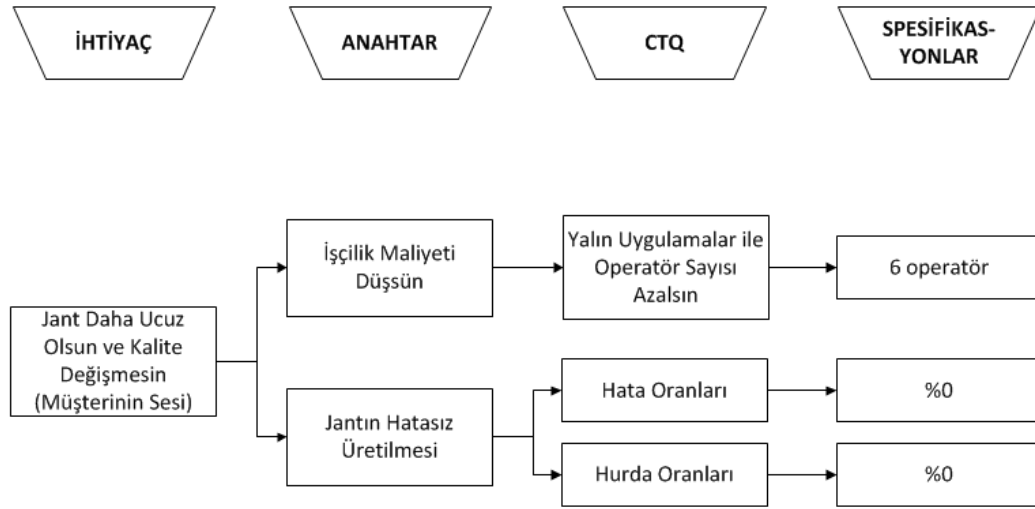 İHTİYAÇ
ANAHTAR
CTQ
SPESİFİKAS-
YONLAR
İşçilik Maliyeti
Düşsün
Yalın Uygulamalar ile
Operatör Sayısı
Azalsın
6 operatör
Jant Daha Ucuz
Olsun ve Kalite
Değişmesin
(Müşterinin Sesi)
Jantın Hatasız
Üretilmesi
Hata Oranları
%0
Hurda Oranları
%0